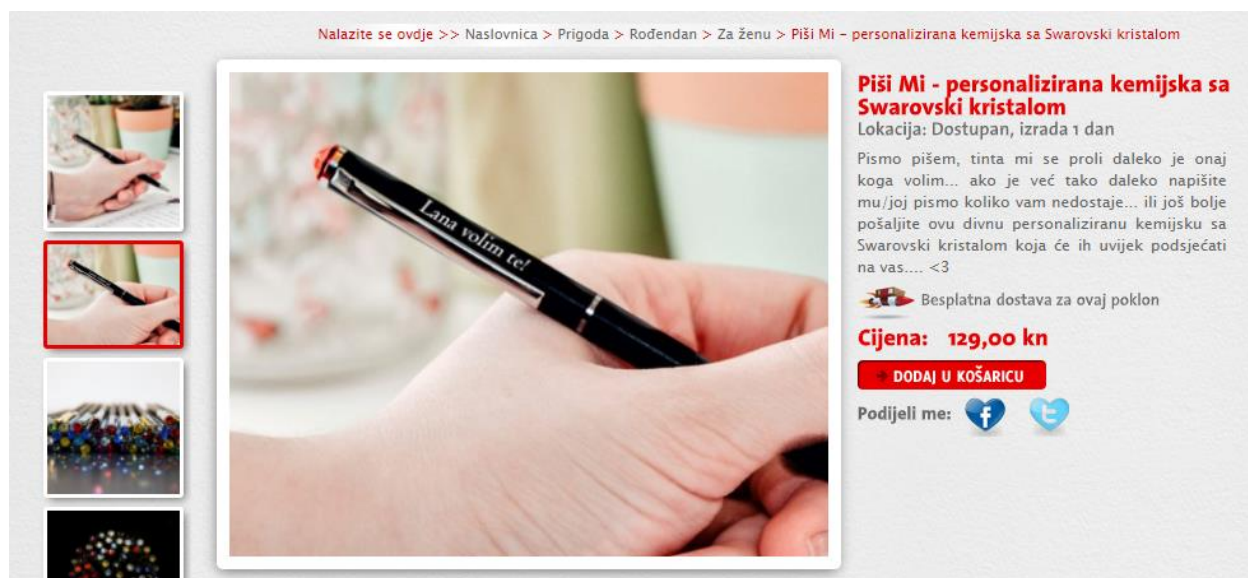 Nalazite se ovdje >> Naslovnica > Prigoda > Rođendan > Za ženu > Piši Mi – personalizirana kemijska sa Swarovski kristalom
Lana volim te!
Piši Mi - personalizirana kemijska sa
Swarovski kristalom
Lokacija: Dostupan, izrada 1 dan
Pismo pišem, tinta mi se proli daleko je onaj
koga volim... ako je već tako daleko napišite
mu/joj pismo koliko vam nedostaje... ili još bolje
pošaljite ovu divnu personaliziranu kemijsku sa
Swarovski kristalom koja će ih uvijek podsjećati
na vas.... <3
Besplatna dostava za ovaj poklon
Cijena: 129,00 kn
DODAJ U KOŠARICU
Podijeli me: